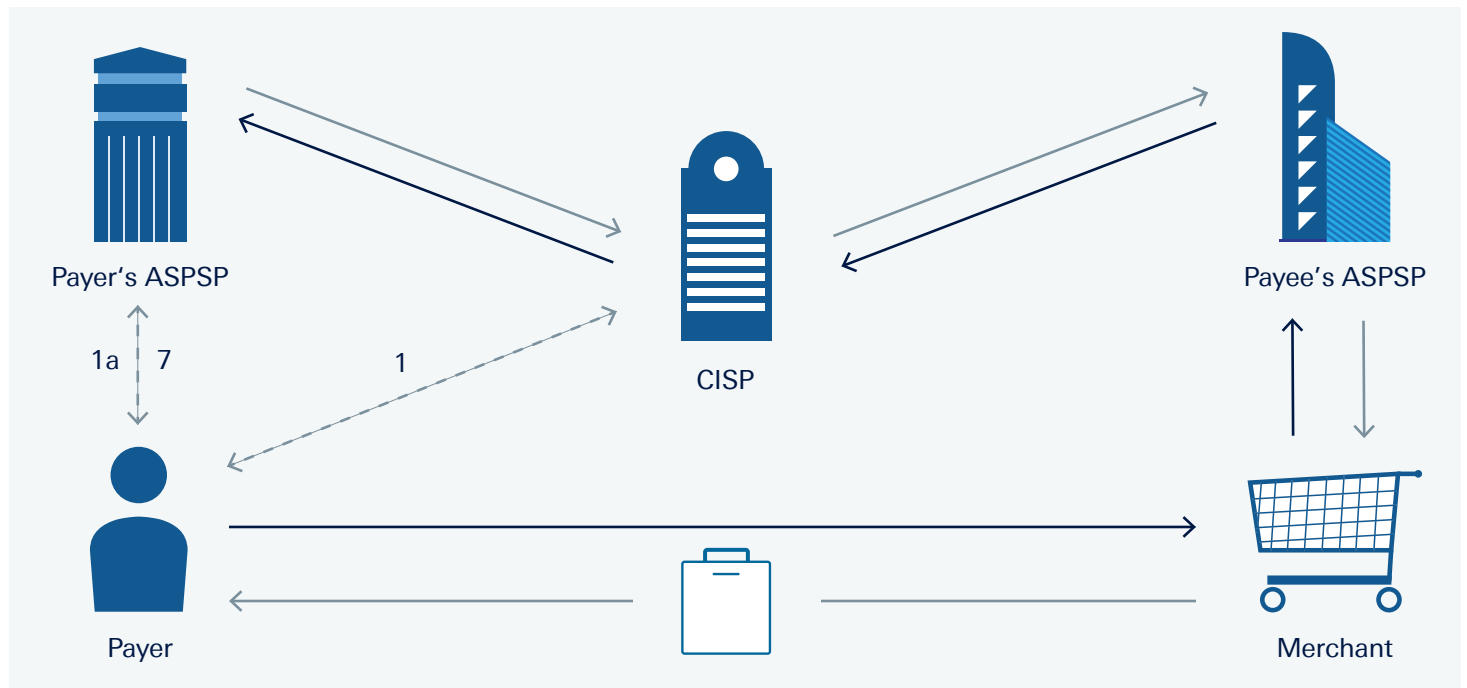 Payer‘s ASPSP
Payee’s ASPSP
1a
7
1
CISP
Payer
Merchant